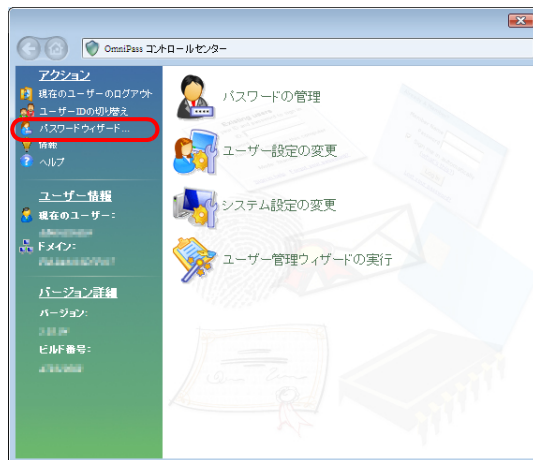 OmniPass コントロールセンター
アクション
現在のユーザーのログアウト
ユーザーIDの切り替え
パスワードウィザード...
情報
ヘルプ
ユーザー情報
現在のユーザー:
ドメイン:
バージョン詳細
バージョン:
ビルド番号:
パスワードの管理
ユーザー設定の変更
システム設定の変更
ユーザー管理ウィザードの実行